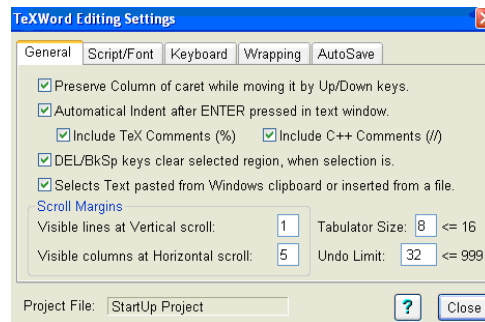 TeXWord Editing Settings
General Script/Font Keyboard Wrapping AutoSave
Preserve Column of caret while moving it by Up/Down keys.
Automatical Indent after ENTER pressed in text window.
Include TeX Comments (%) Include C++ Comments (//)
DEL/BkSp keys clear selected region, when selection is.
Selects Text pasted from Windows clipboard or inserted from a file.
Scroll Margins
Visible lines at Vertical scroll: 1 Tabulator Size: 8 <= 16
Visible columns at Horizontal scroll: 5 Undo Limit: 32 <= 999
Project File: StartUp Project ? Close